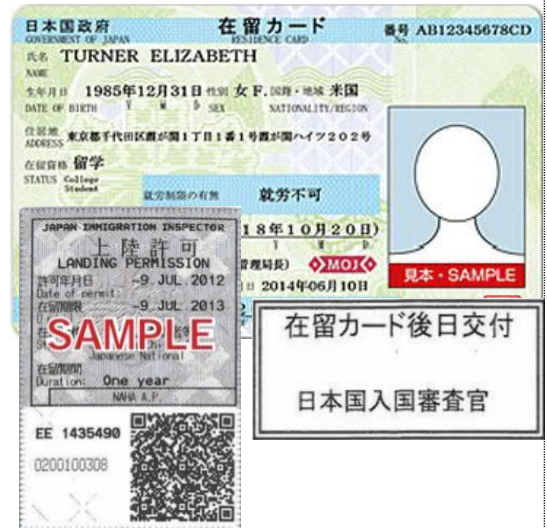 日本国政府 在留カード 番号 AB12345678CD
GOVERNMENT OF JAPAN RESIDENCE CARD No.
氏名 TURNER ELIZABETH
NAME
生年月日 1985年12月31日 性別 女 F. 国籍・地域 米国
DATE OF BIRTH Y M D SEX NATIONALITY/REGION
住居地 東京都千代田区霞が関1丁目1番1号霞が関ハイツ202号
ADDRESS
在留資格 留学
STATUS College
Student
就労制限の有無 就労不可
18年10月20日)
Y M D
管理局長) MOJ
2014年06月10日
見本・SAMPLE
JAPAN IMMIGRATION INSPECTOR
上陸許可
LANDING PERMISSION
許可年月日 -9. JUL. 2012
Date of permit:
在留期限 -9. JUL. 2013
SAMPLE
Japanese National
在留期間
Duration: One year
NAHA A.P.
EE 1435490
0200100308
在留カード後日交付
日本国入国審査官